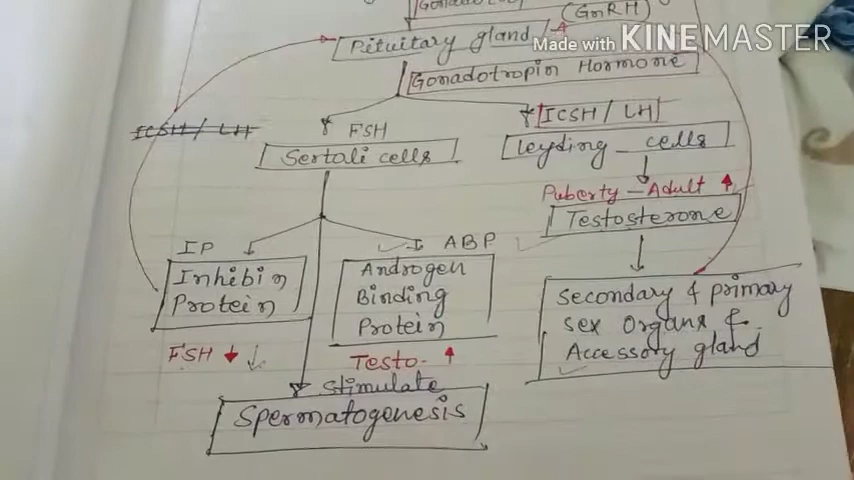 (GnRH)
Pituitary gland
Made with KINEMASTER
Gonadotropin Hormone
ICSH / LH
FSH
ICSH / LH
Sertali cells
Leyding _ cells
Puberty - Adult
Testosterone
IP
ABP
Inhibin
Protein
Androgen
Binding
Protein
Secondary & primary
sex organs &
Accessory gland
FSH
Testo-
stimulate
Spermatogenesis